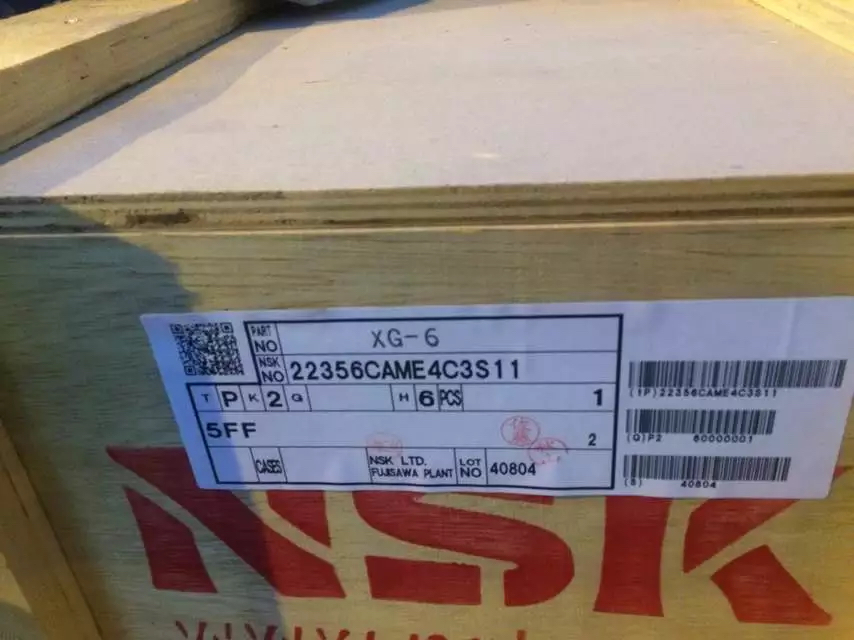 PART NO XG-6
NSK NO 22356CAME4C3S11
T P K 2 Q H 6 PCS 1
5FF
2
CASES NSK LTD. FUJISAWA PLANT LOT NO 40804
(1P)22356CAME4C3S11
(Q)P2 60000001
(S) 40804
NSK